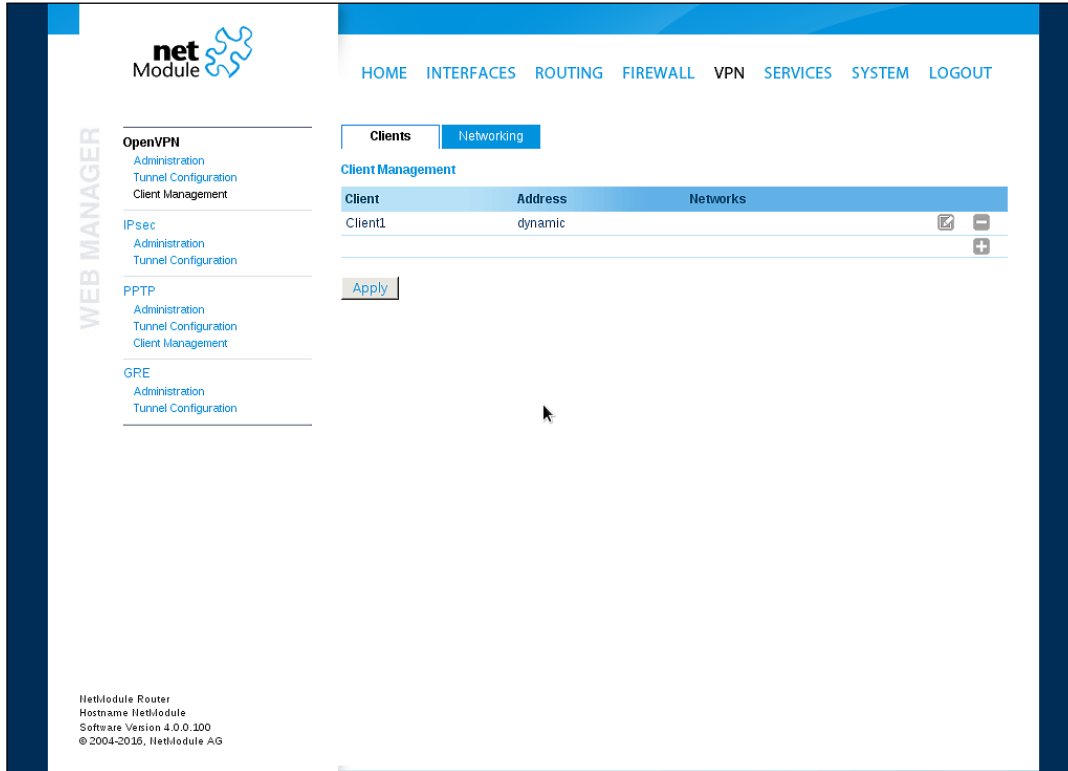 net
Module
HOME INTERFACES ROUTING FIREWALL VPN SERVICES SYSTEM LOGOUT
WEB MANAGER
OpenVPN
Administration
Tunnel Configuration
Client Management
IPsec
Administration
Tunnel Configuration
PPTP
Administration
Tunnel Configuration
Client Management
GRE
Administration
Tunnel Configuration
Clients Networking
Client Management
Client Address Networks
Client1 dynamic
Apply
NetModule Router
Hostname NetModule
Software Version 4.0.0.100
© 2004-2016, NetModule AG